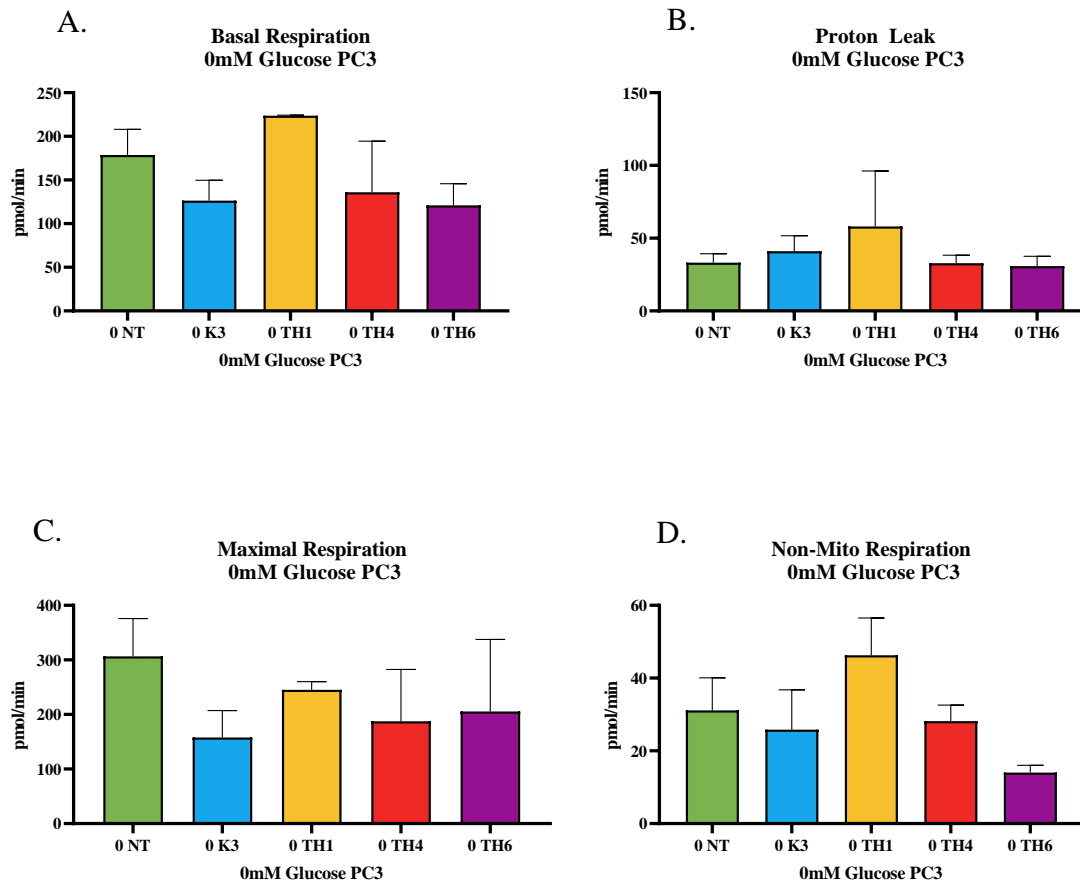 A.
Basal Respiration
0mM Glucose PC3
250
200
150
100
50
0
pmol/min
0 NT 0 K3 0 TH1 0 TH4 0 TH6
0mM Glucose PC3
B.
Proton Leak
0mM Glucose PC3
150
100
50
0
pmol/min
0 NT 0 K3 0 TH1 0 TH4 0 TH6
0mM Glucose PC3
C.
Maximal Respiration
0mM Glucose PC3
400
300
200
100
0
pmol/min
0 NT 0 K3 0 TH1 0 TH4 0 TH6
0mM Glucose PC3
D.
Non-Mito Respiration
0mM Glucose PC3
60
40
20
0
pmol/min
0 NT 0 K3 0 TH1 0 TH4 0 TH6
0mM Glucose PC3